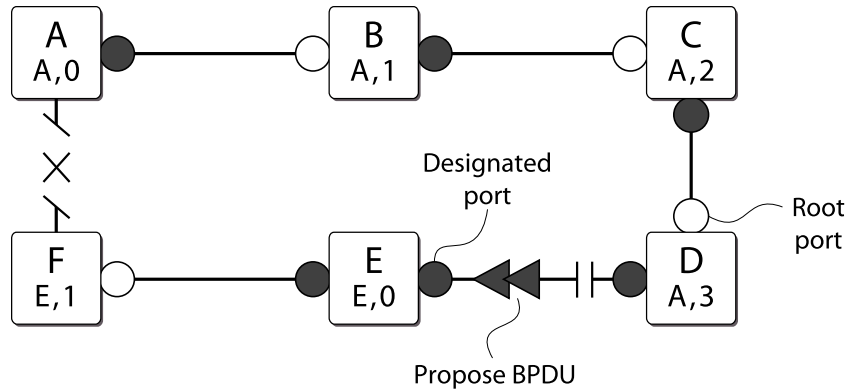 A
A,0
B
A,1
C
A,2
Designated
port
Root
port
F
E,1
E
E,0
D
A,3
Propose BPDU